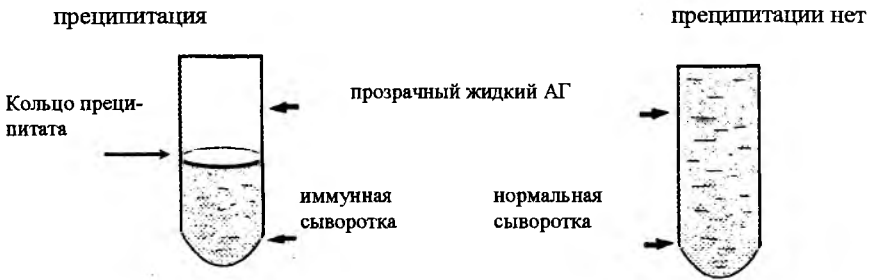 преципитация
преципитации нет
Кольцо преци-
питата
прозрачный жидкий АГ
иммунная
сыворотка
нормальная
сыворотка